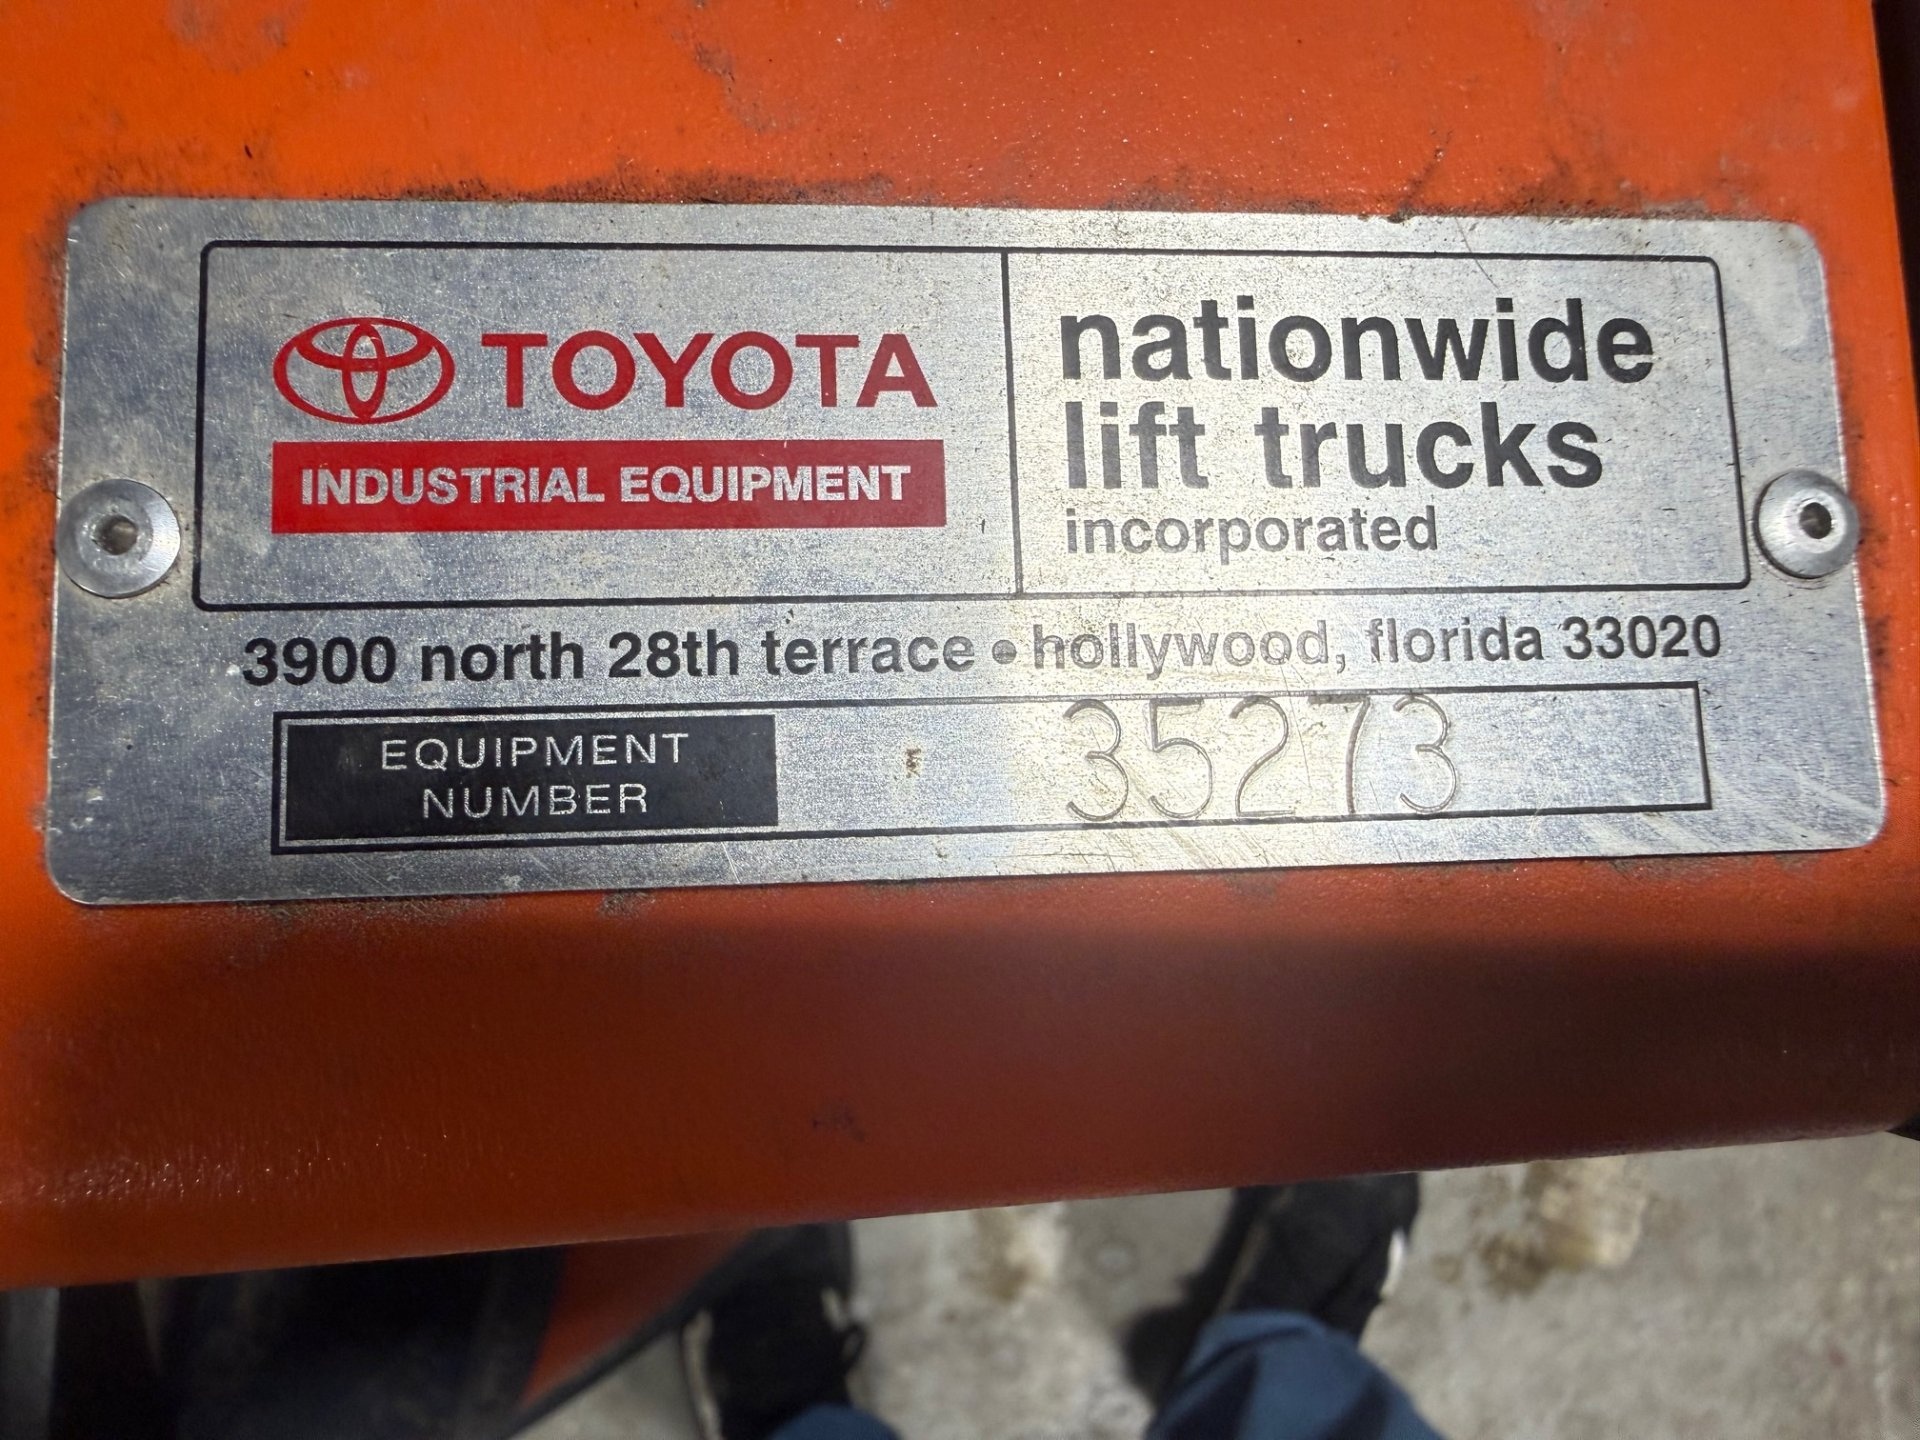 TOYOTA
INDUSTRIAL EQUIPMENT
nationwide
lift trucks
incorporated
3900 north 28th terrace • hollywood, florida 33020
EQUIPMENT
NUMBER
35273